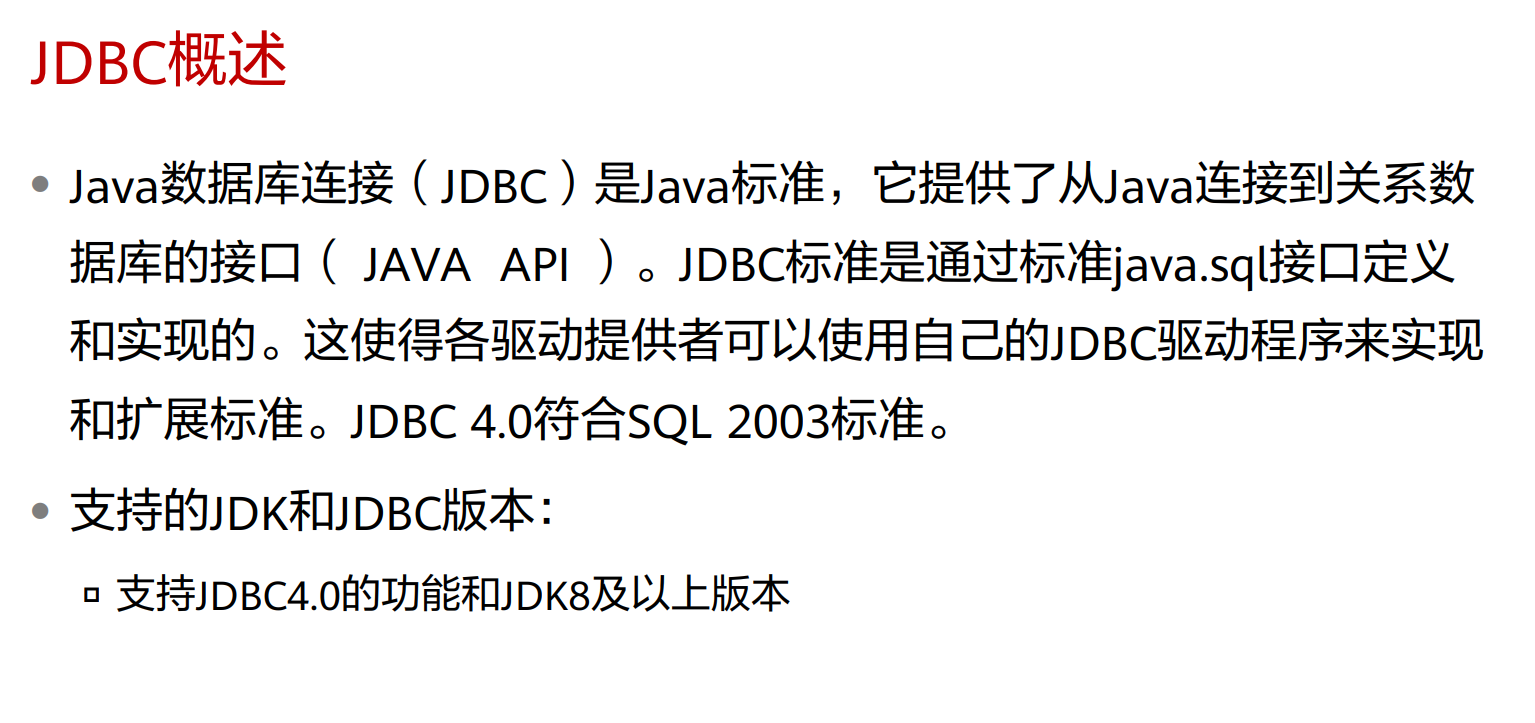 JDBC概述
• Java数据库连接（JDBC）是Java标准，它提供了从Java连接到关系数
据库的接口（ JAVA API ）。JDBC标准是通过标准java.sql接口定义
和实现的。这使得各驱动提供者可以使用自己的JDBC驱动程序来实现
和扩展标准。JDBC 4.0符合SQL 2003标准。
• 支持的JDK和JDBC版本：
▫ 支持JDBC4.0的功能和JDK8及以上版本